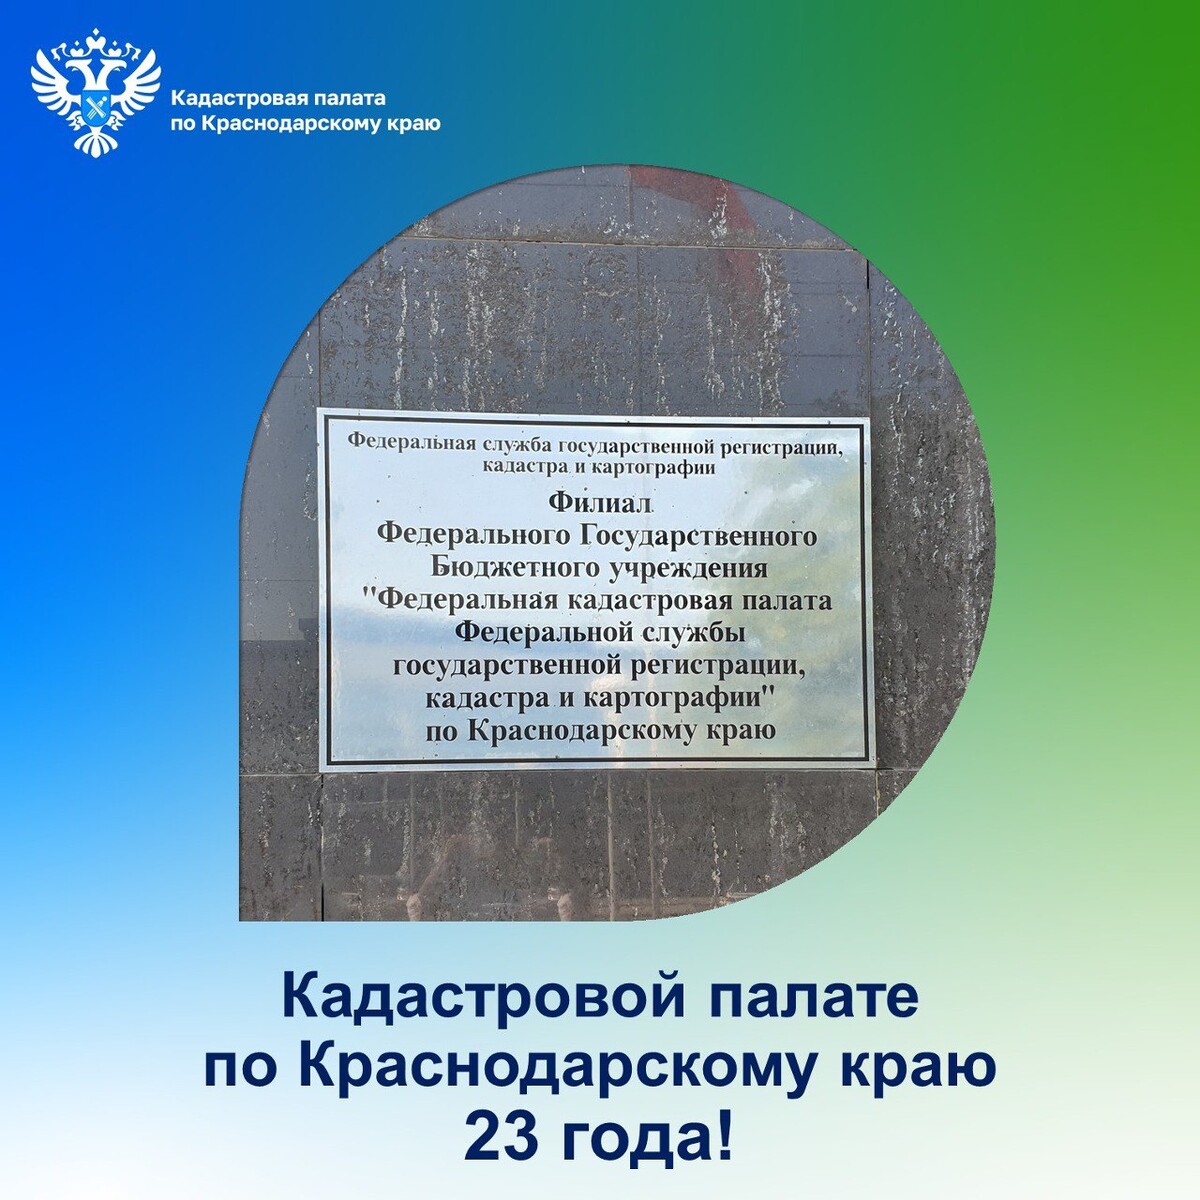 Кадастровая палата
по Краснодарскому краю
Федеральная служба государственной регистрации,
кадастра и картографии
Филиал
Федерального Государственного
Бюджетного учреждения
"Федеральная кадастровая палата
Федеральной службы
государственной регистрации,
кадастра и картографии"
по Краснодарскому краю
Кадастровой палате
по Краснодарскому краю
23 года!